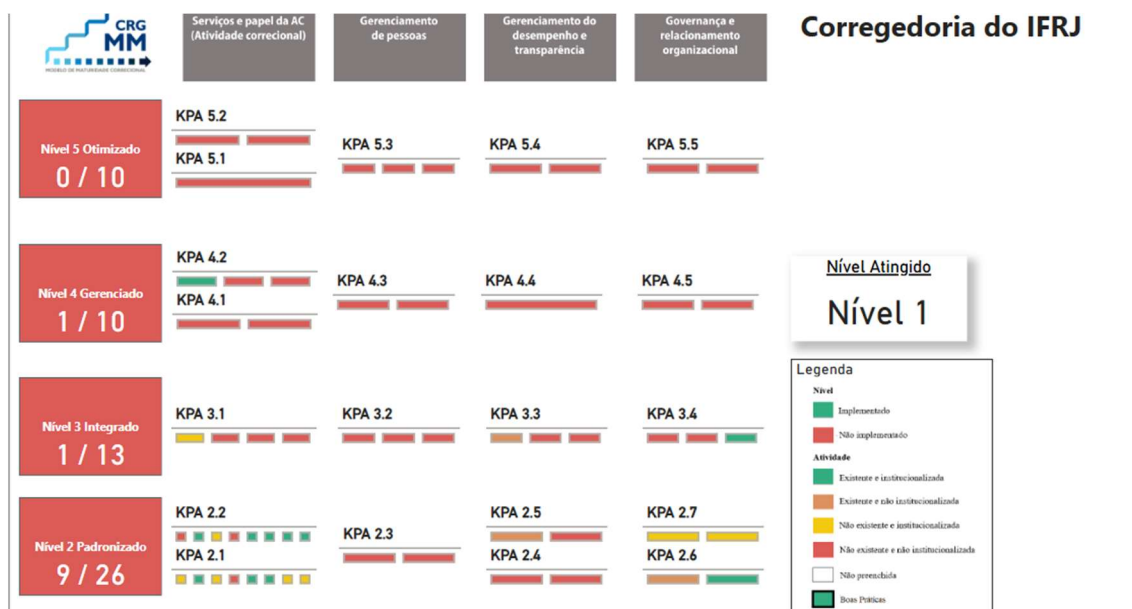 CRG
MM
MODELO DE MATURIDADE CORRECIONAL
Serviços e papel da AC
(Atividade correcional)
Gerenciamento
de pessoas
Gerenciamento do
desempenho e
transparência
Governança e
relacionamento
organizacional
Corregedoria do IFRJ
Nível 5 Otimizado
0 / 10
KPA 5.2
KPA 5.1
KPA 5.3
KPA 5.4
KPA 5.5
Nível 4 Gerenciado
1 / 10
KPA 4.2
KPA 4.1
KPA 4.3
KPA 4.4
KPA 4.5
Nível Atingido
Nível 1
Nível 3 Integrado
1 / 13
KPA 3.1
KPA 3.2
KPA 3.3
KPA 3.4
Nível 2 Padronizado
9 / 26
KPA 2.2
KPA 2.1
KPA 2.3
KPA 2.5
KPA 2.4
KPA 2.7
KPA 2.6
Legenda
Nível
Implementado
Não implementado
Atividade
Existente e institucionalizada
Existente e não institucionalizada
Não existente e institucionalizada
Não existente e não institucionalizada
Não preenchida
Boas Práticas